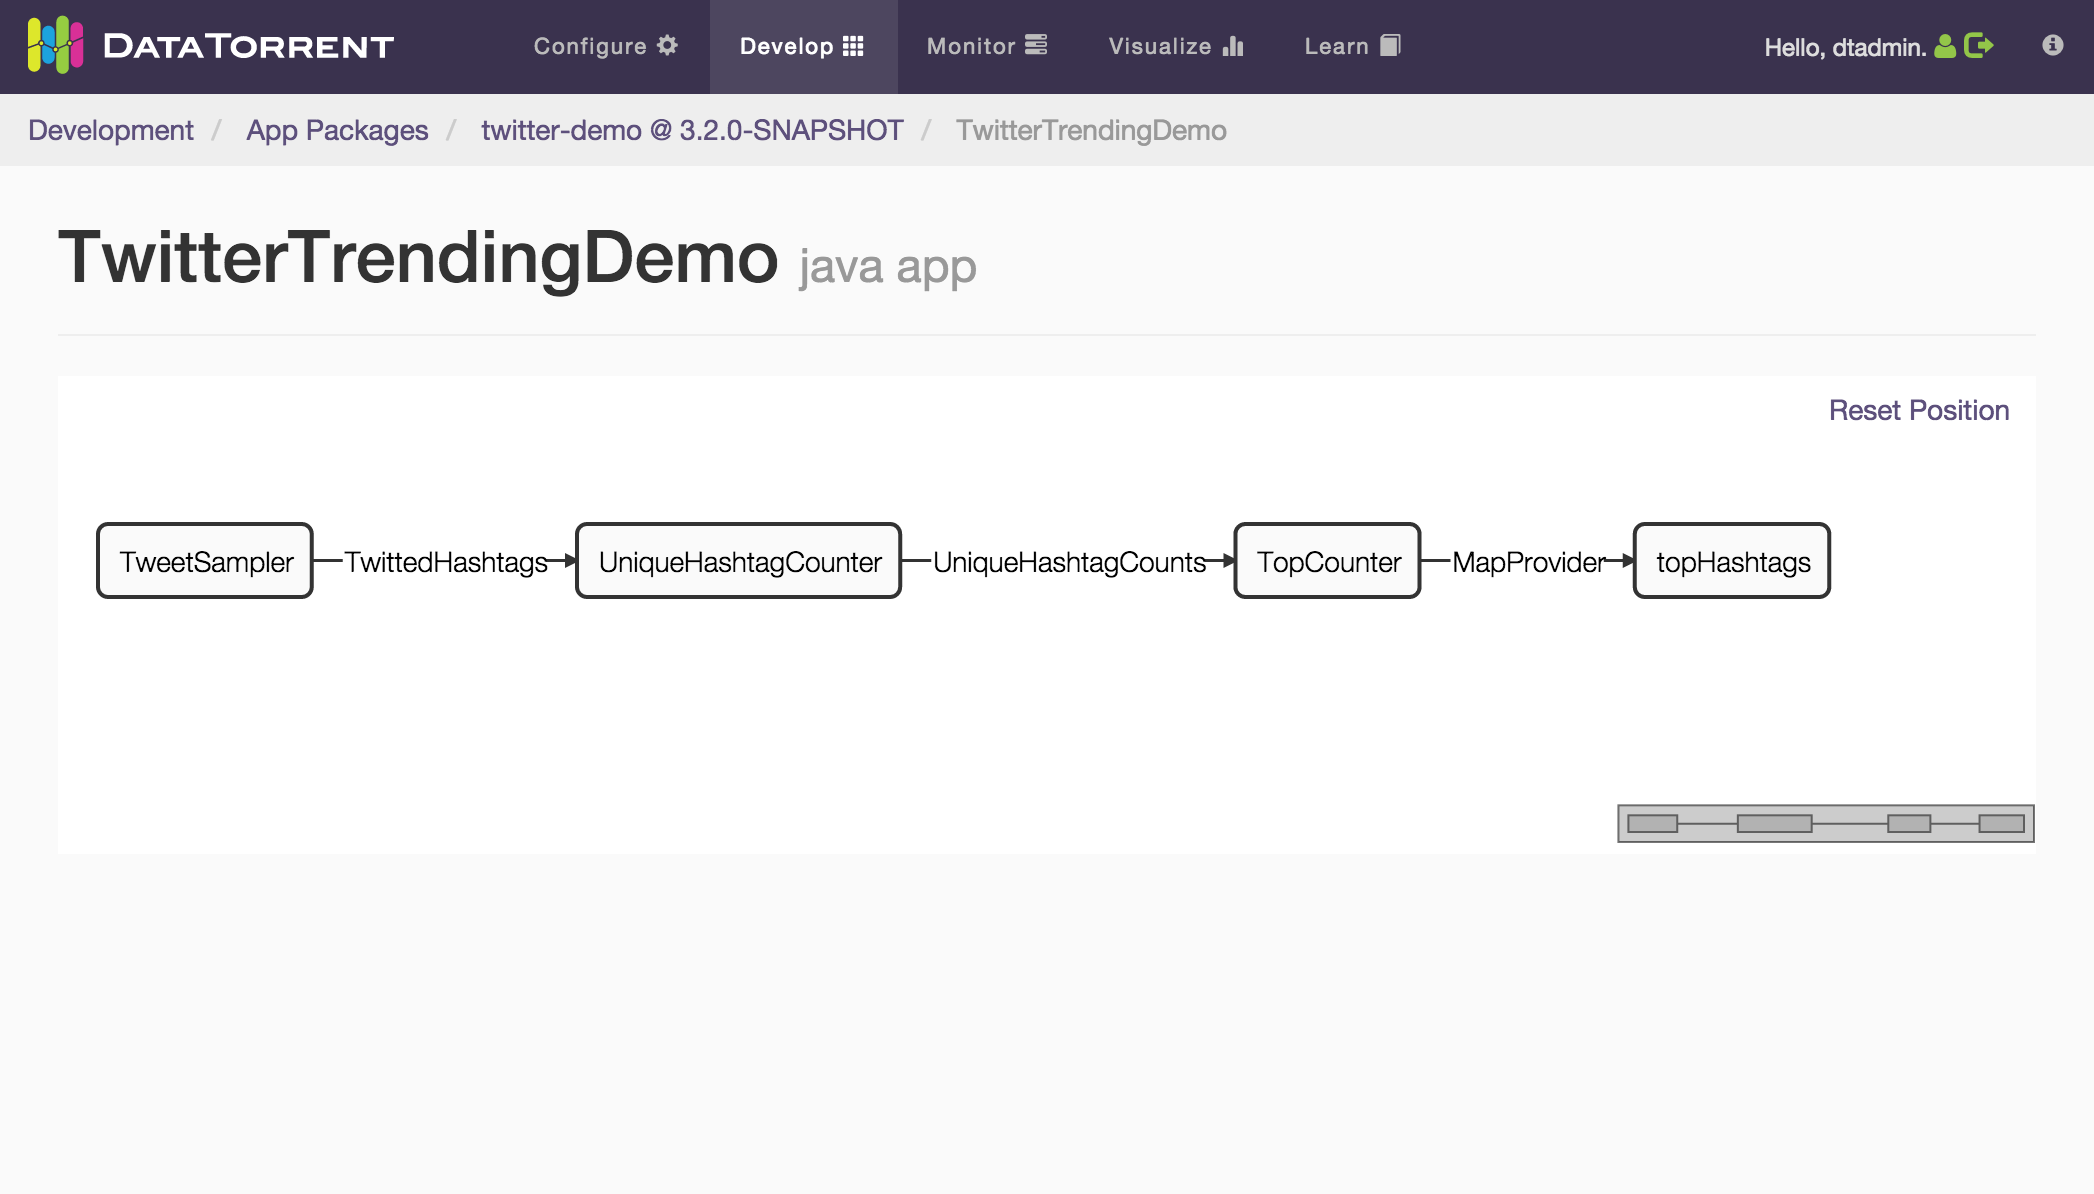 DATATORRENT Configure Develop Monitor Visualize Learn Hello, dtadmin.
Development / App Packages / twitter-demo @ 3.2.0-SNAPSHOT / TwitterTrendingDemo
TwitterTrendingDemo java app
Reset Position
TweetSampler TwittedHashtags UniqueHashtagCounter UniqueHashtagCounts TopCounter MapProvider topHashtags